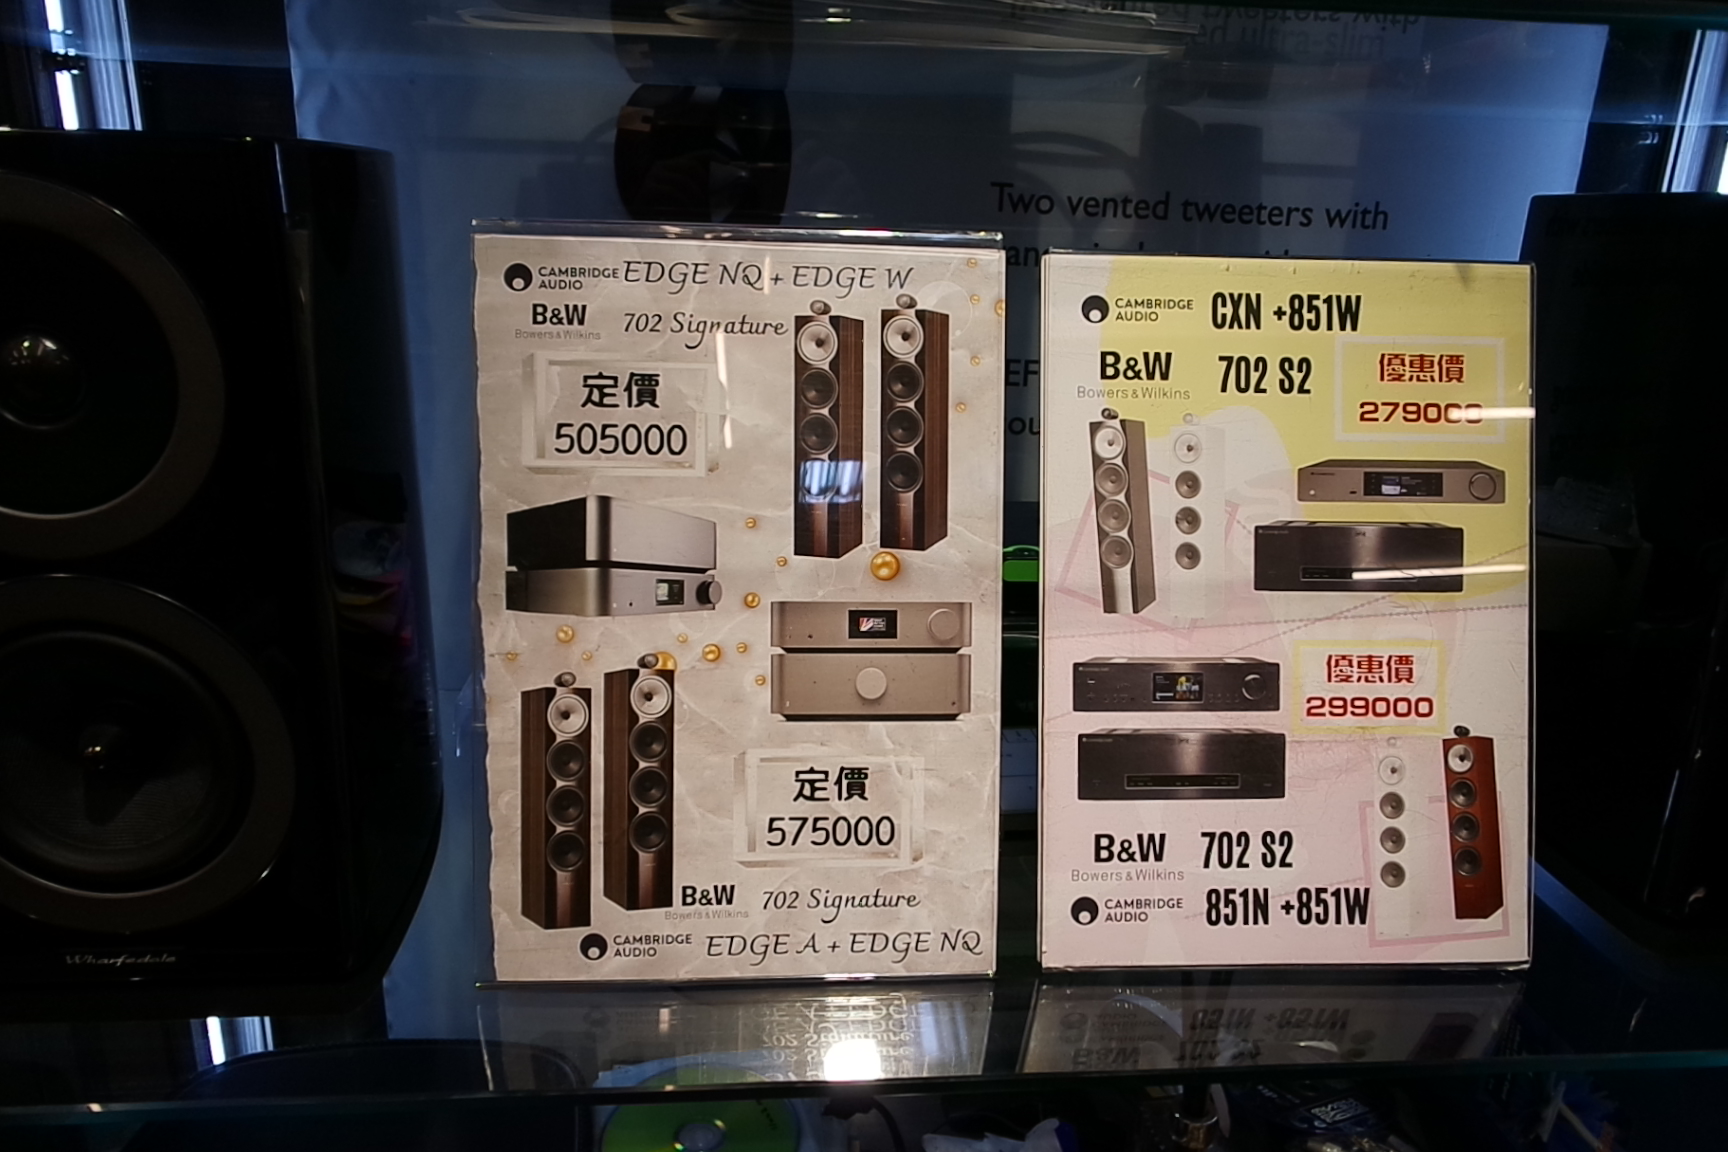 Two vented tweeters with
CAMBRIDGE AUDIO EDGE NQ + EDGE W
B&W
Bowers & Wilkins
702 Signature
定價
505000
定價
575000
B&W
Bowers & Wilkins
702 Signature
CAMBRIDGE AUDIO EDGE A + EDGE NQ
CAMBRIDGE AUDIO CXN +851W
B&W
Bowers & Wilkins
702 S2
優惠價
279000
優惠價
299000
B&W
Bowers & Wilkins
702 S2
CAMBRIDGE AUDIO 851N +851W
Wharfedale